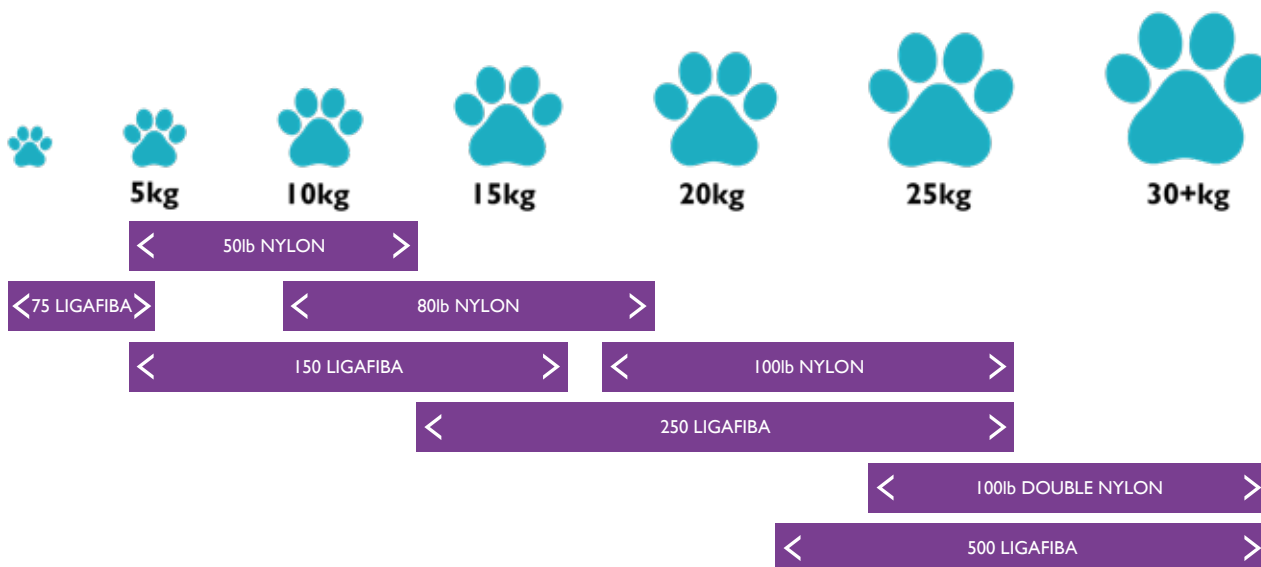 5kg 10kg 15kg 20kg 25kg 30+kg
50lb NYLON
75 LIGAFIBA 80lb NYLON
150 LIGAFIBA 100lb NYLON
250 LIGAFIBA
100lb DOUBLE NYLON
500 LIGAFIBA